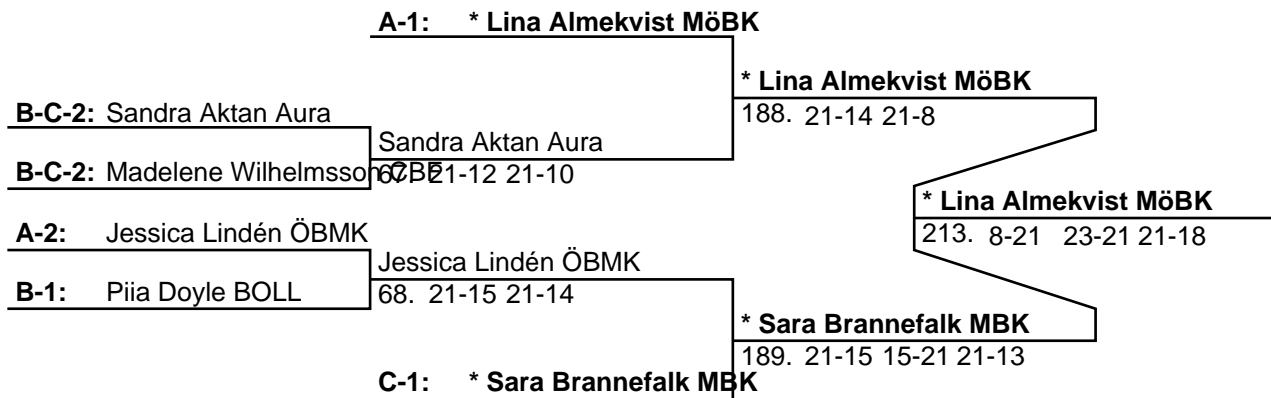 A-1: * Lina Almekvist MöBK
* Lina Almekvist MöBK
188. 21-14 21-8
B-C-2: Sandra Aktan Aura
Sandra Aktan Aura
B-C-2: Madelene Wilhelmsson CBF
67. 21-12 21-10
* Lina Almekvist MöBK
213. 8-21 23-21 21-18
A-2: Jessica Lindén ÖBMK
Jessica Lindén ÖBMK
B-1: Piia Doyle BOLL
68. 21-15 21-14
* Sara Brannefalk MBK
189. 21-15 15-21 21-13
C-1: * Sara Brannefalk MBK